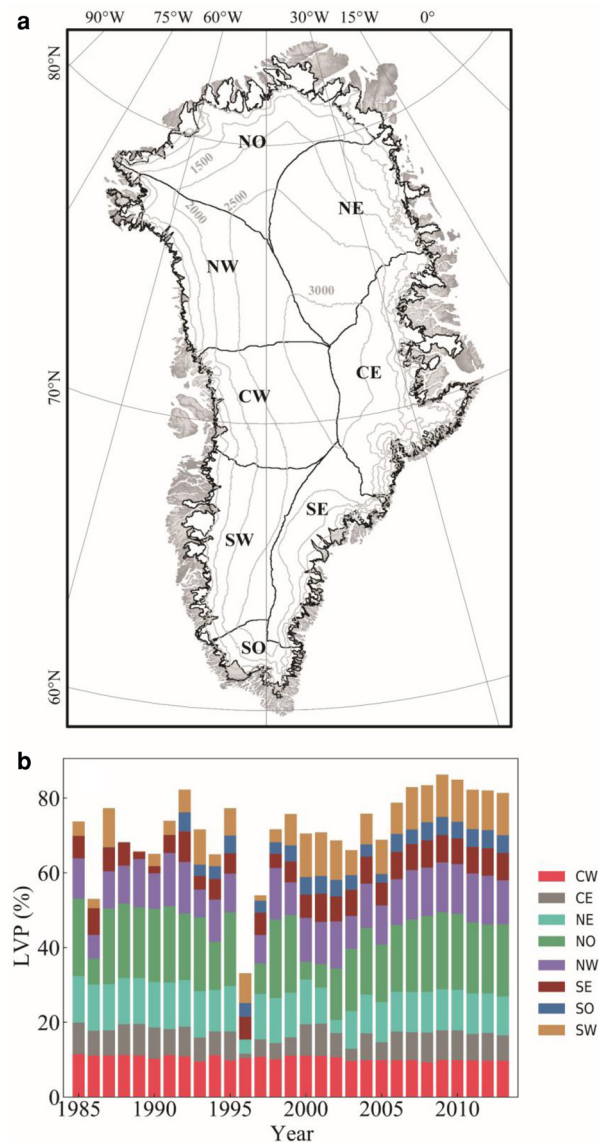 a
90°W 75°W 60°W 30°W 15°W 0°
80°N
NO
1500
2500
2000
NE
NW
3000
70°N
CE
CW
SE
SW
SO
60°N
b
80
60
40
20
0
LVP (%)
CW
CE
NE
NO
NW
SE
SO
SW
1985 1990 1995 2000 2005 2010
Year